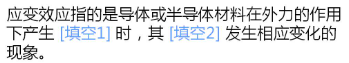 应变效应指的是导体或半导体材料在外力的作用
下产生 [填空1] 时，其 [填空2] 发生相应变化的
现象。